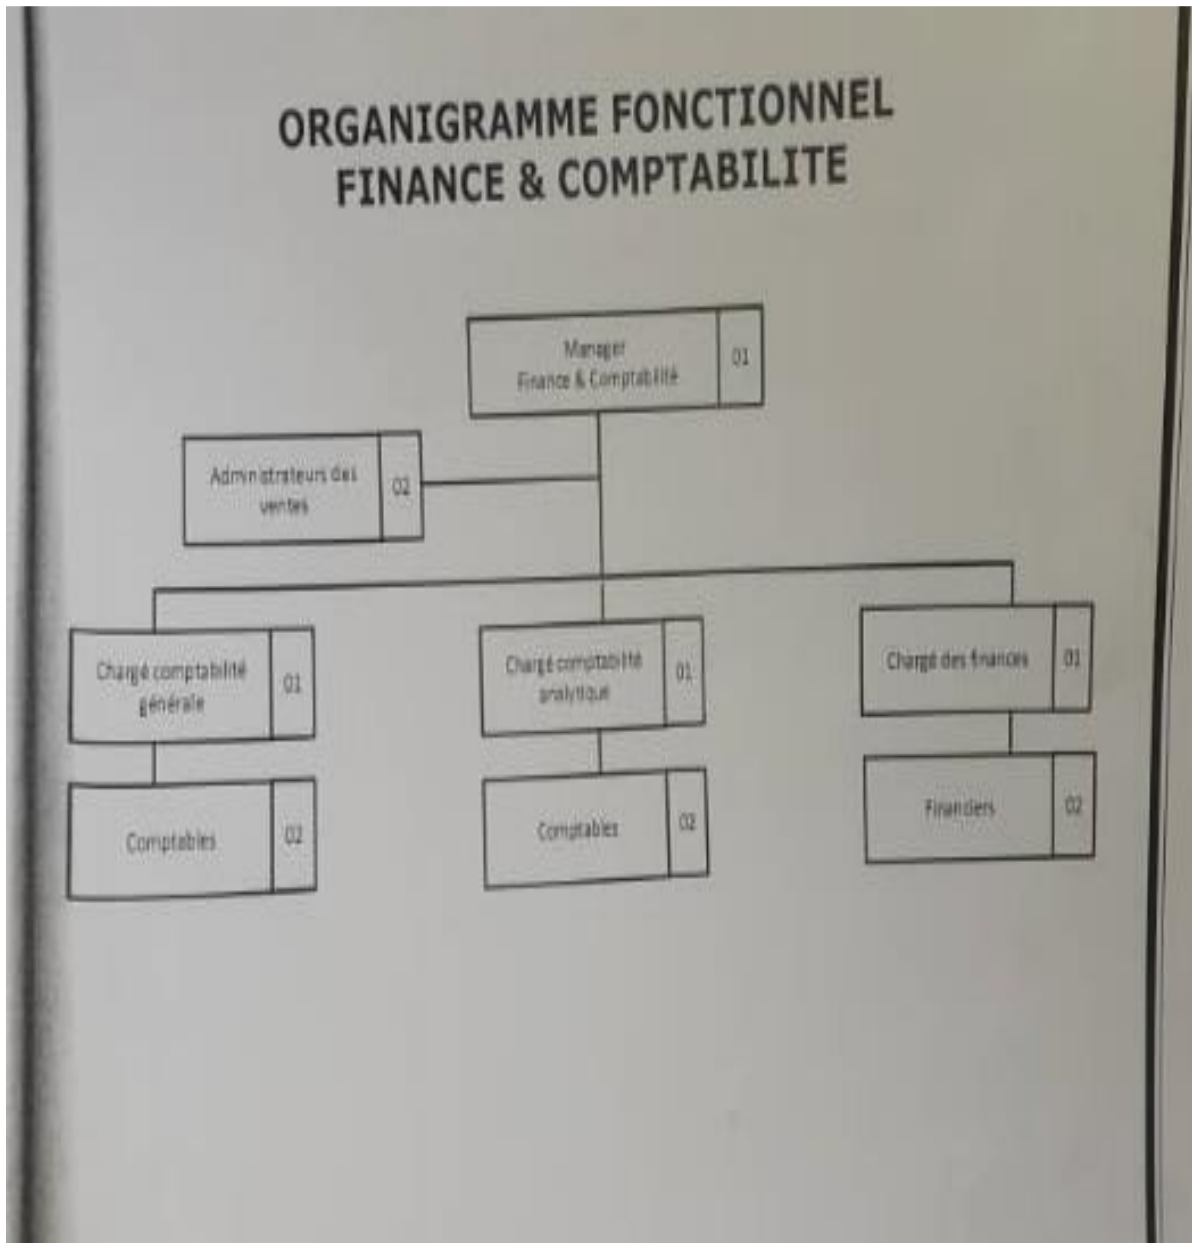 ORGANIGRAMME FONCTIONNEL
FINANCE & COMPTABILITE
Manager
Finance & Comptabilité
01
Administrateurs des
ventes
02
Chargé comptabilité
générale
01
Chargé comptabilité
analytique
01
Chargé des finances
01
Comptables
02
Comptables
02
Financiers
02